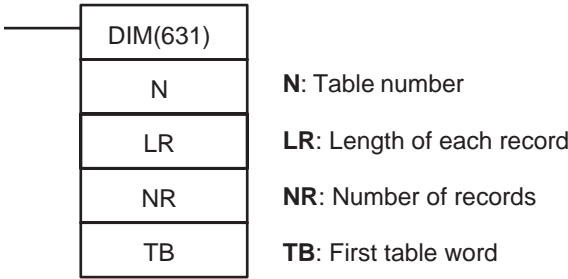 DIM(631)
N N: Table number
LR LR: Length of each record
NR NR: Number of records
TB TB: First table word